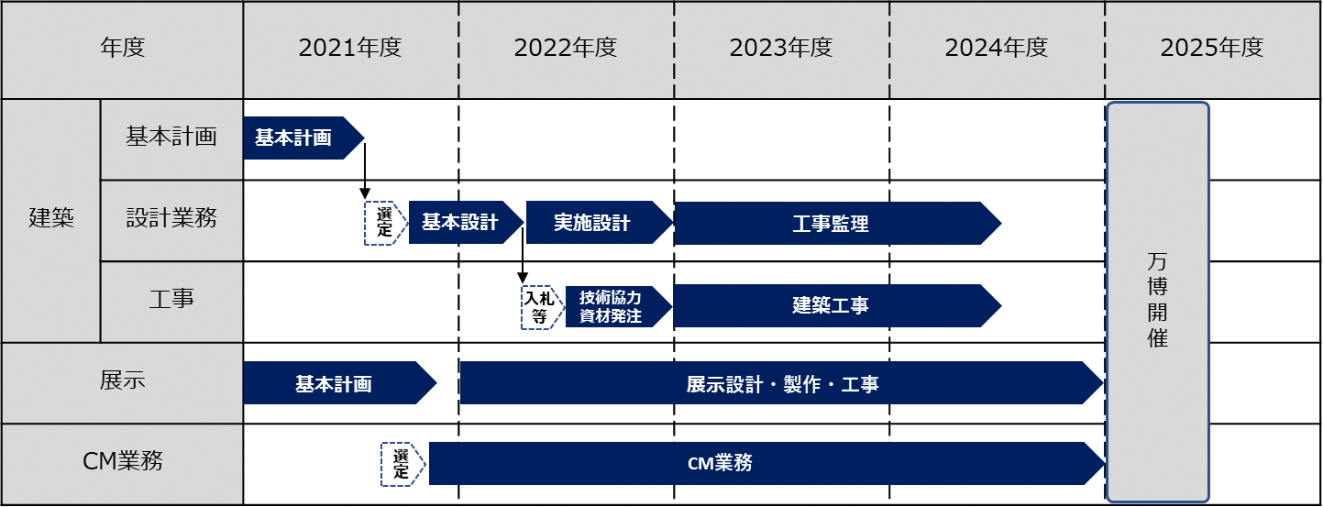 年度
2021年度
2022年度
2023年度
2024年度
2025年度
建築
基本計画
基本計画
設計業務
選定
基本設計
実施設計
工事監理
工事
入札
等
技術協力
資材発注
建築工事
万博開催
展示
基本計画
展示設計・製作・工事
CM業務
選定
CM業務